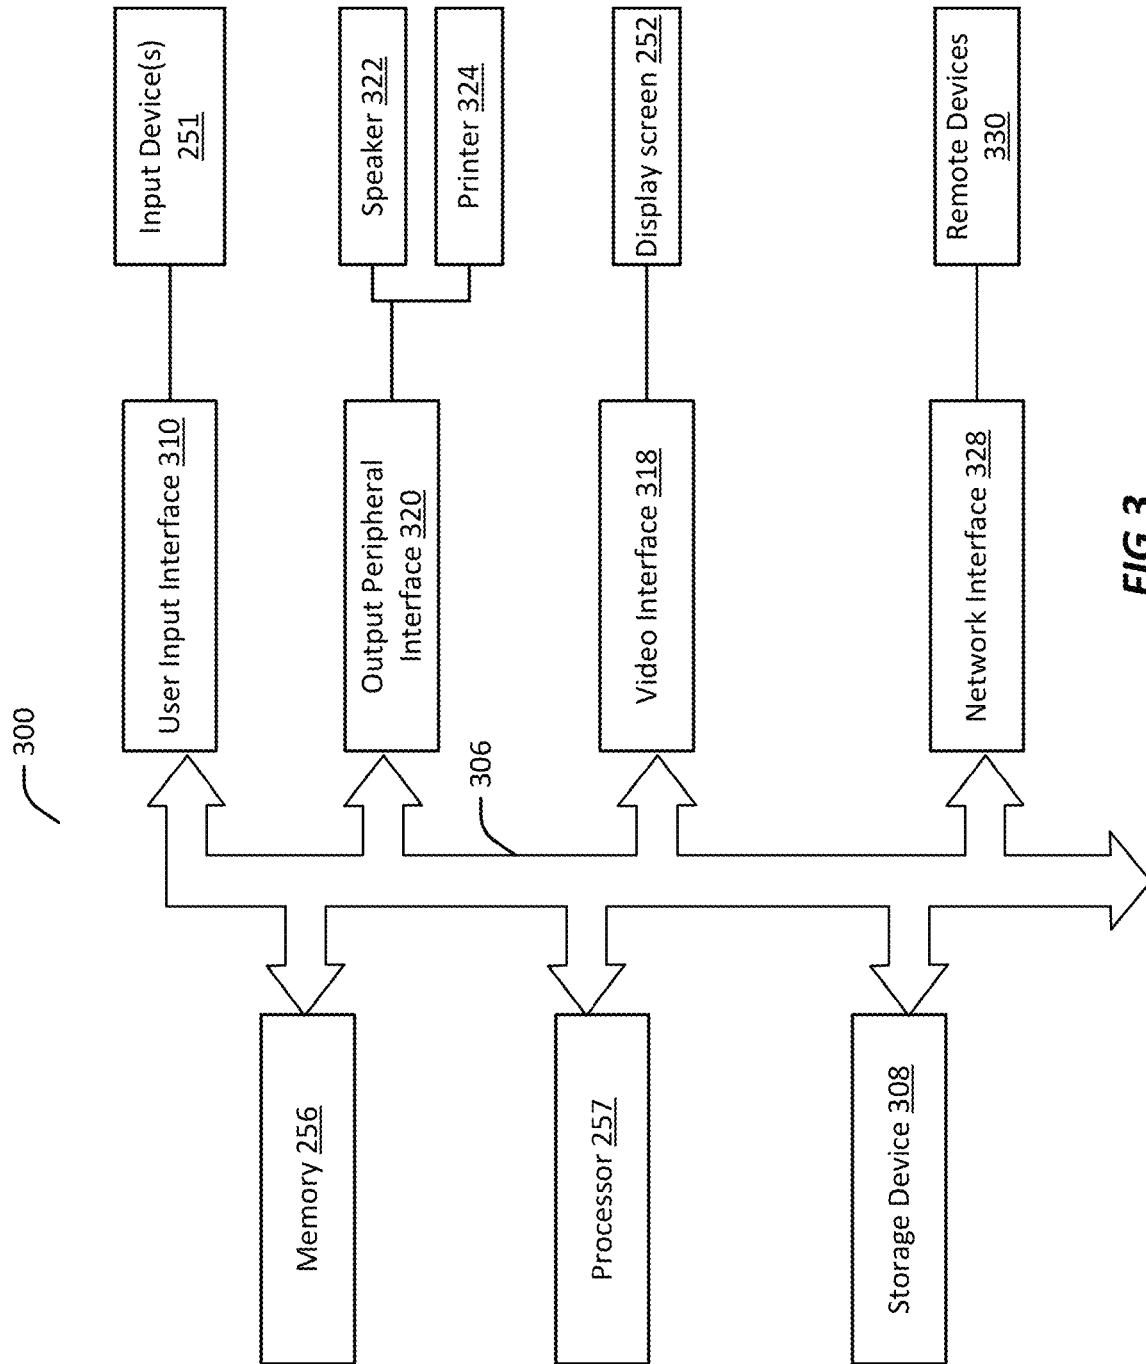 300
Input Device(s)
251
User Input Interface 310
Memory 256
Output Peripheral
Interface 320
Speaker 322
Printer 324
306
Processor 257
Video Interface 318
Display screen 252
Storage Device 308
Network Interface 328
Remote Devices
330
FIG 3